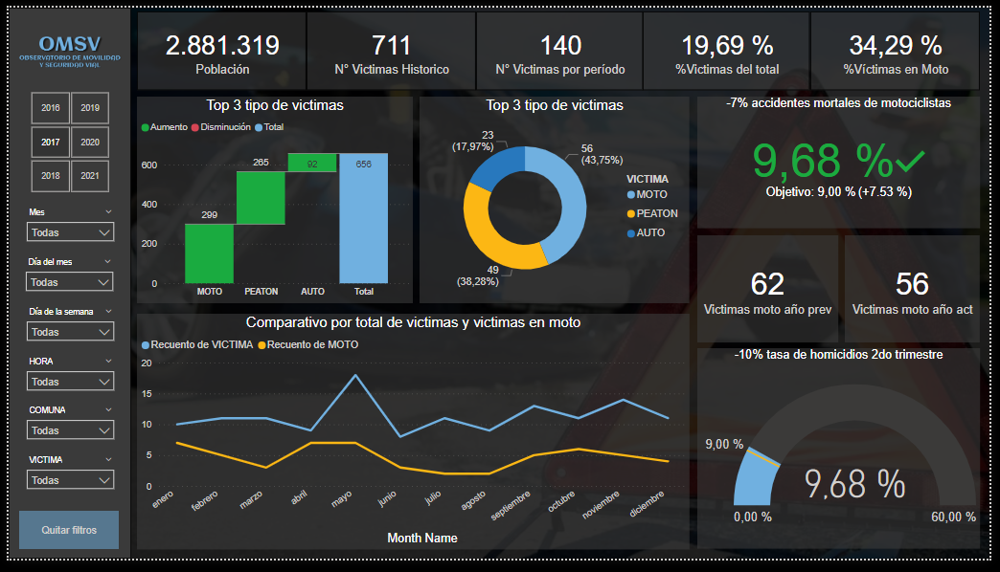 OMSV
OBSERVATORIO DE MOVILIDAD
Y SEGURIDAD VIAL
2016
2019
2017
2020
2018
2021
Mes
Todas
Día del mes
Todas
Día de la semana
Todas
HORA
Todas
COMUNA
Todas
VICTIMA
Todas
Quitar filtros
2.881.319
Población
711
N° Victimas Historico
140
N° Victimas por período
19,69 %
%Victimas del total
34,29 %
%Víctimas en Moto
Top 3 tipo de victimas
Aumento Disminución Total
600
400
200
0
299
265
92
656
MOTO PEATON AUTO Total
Top 3 tipo de victimas
23
(17,97%)
56
(43,75%)
49
(38,28%)
VICTIMA
MOTO
PEATON
AUTO
-7% accidentes mortales de motociclistas
9,68 %
Objetivo: 9,00 % (+7.53 %)
62
Victimas moto año prev
56
Victimas moto año act
Comparativo por total de victimas y victimas en moto
Recuento de VICTIMA Recuento de MOTO
20
15
10
5
0
enero febrero marzo abril mayo junio julio agosto septiembre octubre noviembre diciembre
Month Name
-10% tasa de homicidios 2do trimestre
9,00 %
9,68 %
0,00 %
60,00 %